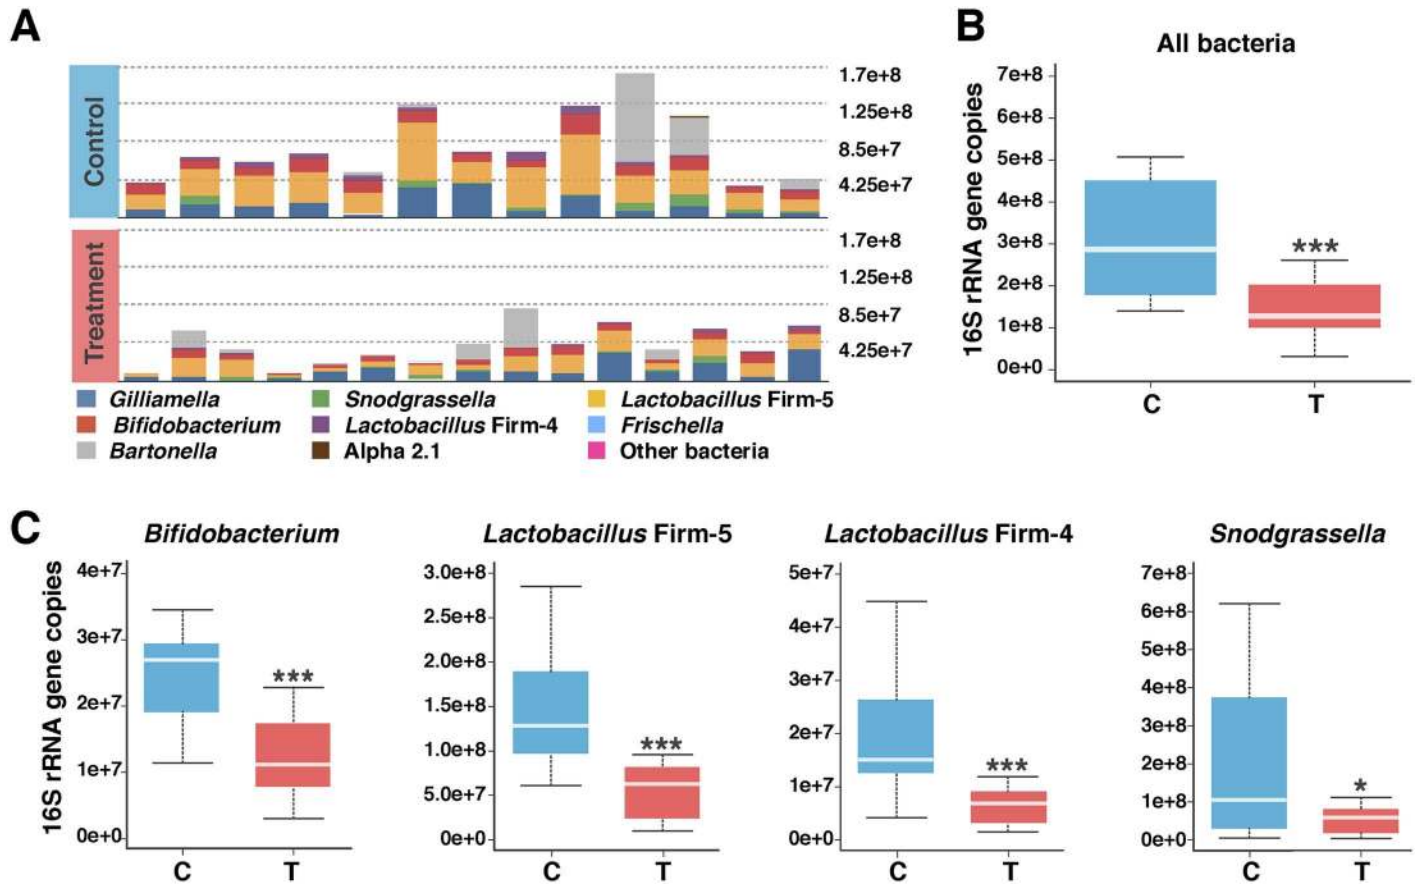 A
Control
1.7e+8
1.25e+8
8.5e+7
4.25e+7
Treatment
1.7e+8
1.25e+8
8.5e+7
4.25e+7
Gilliamella
Snodgrassella
Lactobacillus Firm-5
Bifidobacterium
Lactobacillus Firm-4
Frischella
Bartonella
Alpha 2.1
Other bacteria
B
All bacteria
16S rRNA gene copies
7e+8
6e+8
5e+8
4e+8
3e+8
2e+8
1e+8
0e+0
***
C
T
C
Bifidobacterium
16S rRNA gene copies
4e+7
3e+7
2e+7
1e+7
0e+0
***
C
T
Lactobacillus Firm-5
3.0e+8
2.5e+8
2.0e+8
1.5e+8
1.0e+8
5.0e+7
0e+0
***
C
T
Lactobacillus Firm-4
5e+7
4e+7
3e+7
2e+7
1e+7
0e+0
***
C
T
Snodgrassella
7e+8
6e+8
5e+8
4e+8
3e+8
2e+8
1e+8
0e+0
*
C
T